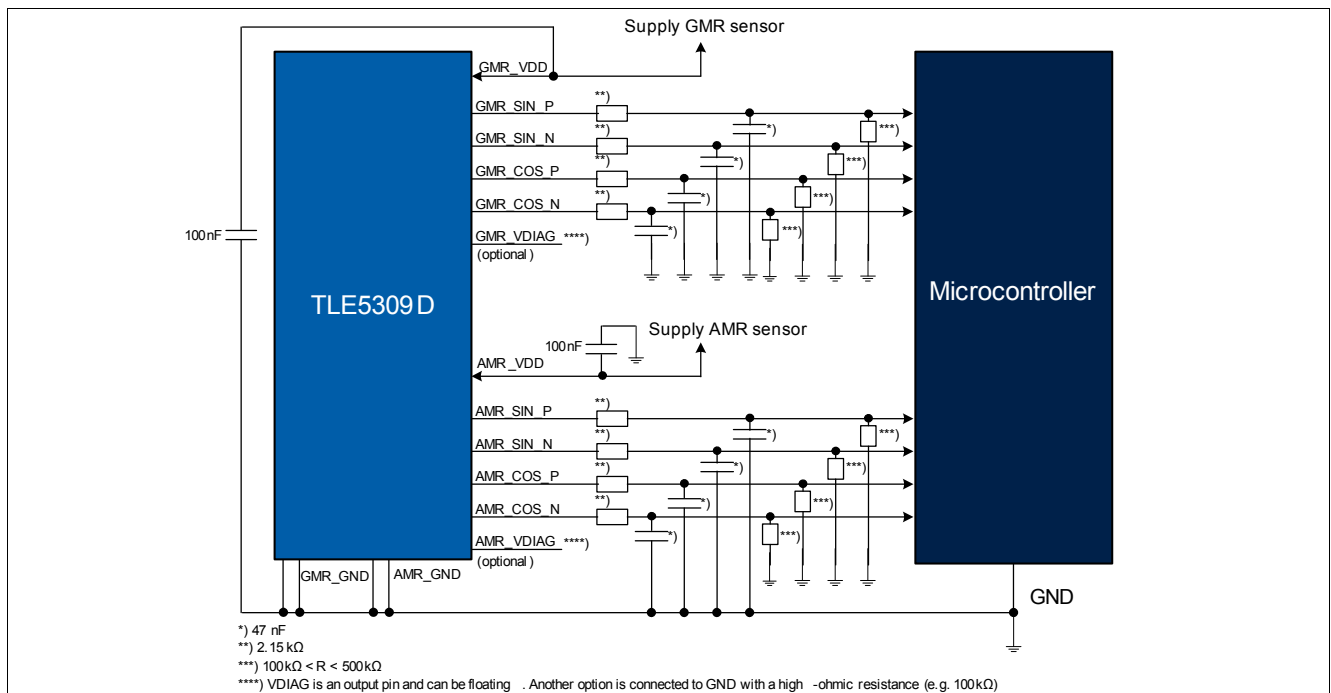 Supply GMR sensor
GMR_VDD
**)
GMR_SIN_P
*)
***)
**)
GMR_SIN_N
*)
***)
**)
GMR_COS_P
*)
***)
**)
GMR_COS_N
*)
***)
100nF
GMR_VDIAG ****)
(optional)
TLE5309D
Microcontroller
Supply AMR sensor
100nF
AMR_VDD
**)
AMR_SIN_P
*)
***)
**)
AMR_SIN_N
*)
***)
**)
AMR_COS_P
*)
***)
**)
AMR_COS_N
*)
***)
AMR_VDIAG ****)
(optional)
GMR_GND
AMR_GND
GND
*) 47 nF
**) 2.15 kΩ
***) 100kΩ < R < 500kΩ
****) VDIAG is an output pin and can be floating . Another option is connected to GND with a high -ohmic resistance (e.g. 100kΩ)